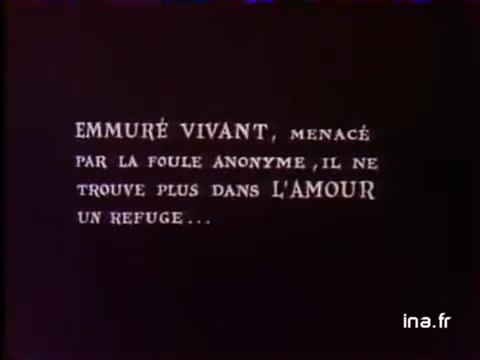 EMMURÉ VIVANT, MENACÉ
PAR LA FOULE ANONYME, IL NE
TROUVE PLUS DANS L'AMOUR
UN REFUGE...
ina.fr